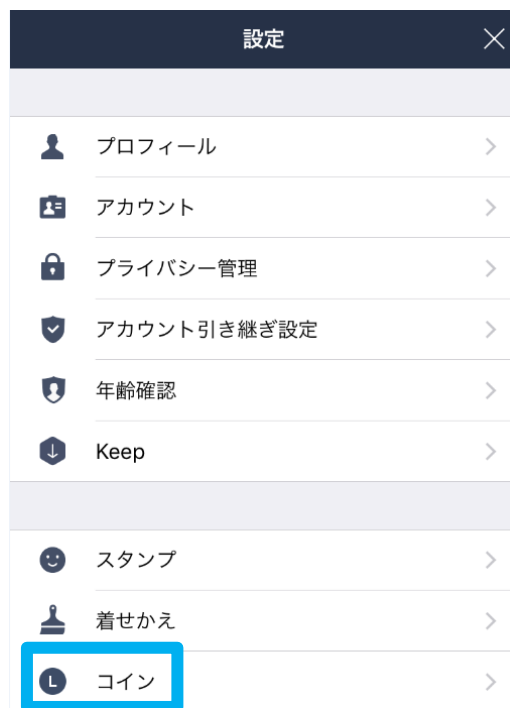 設定
プロフィール
アカウント
プライバシー管理
アカウント引き継ぎ設定
年齢確認
Keep
スタンプ
着せかえ
L コイン